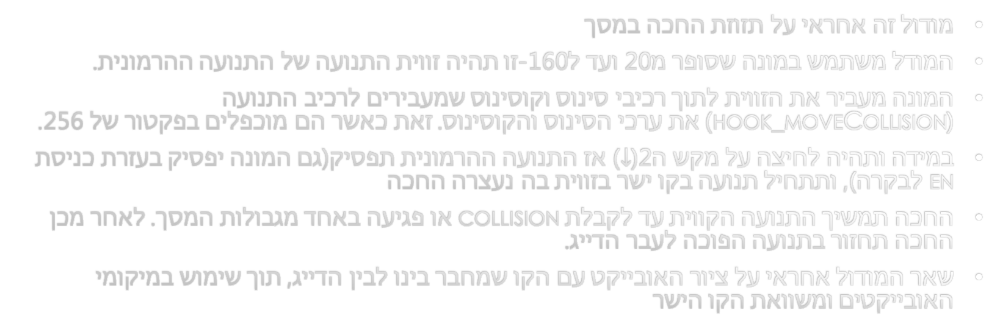 מודול זה אחראי על תזוזת החכה במסך
המודל משתמש במונה שסופר מ20 ועד ל160-זו תהיה זווית התנועה של התנועה ההרמונית.
המונה מעביר את הזווית לתוך רכיבי סינוס וקוסינוס שמעבירים לרכיב התנועה
(HOOK_MOVECOLLISION) את ערכי הסינוס והקוסינוס. זאת כאשר הם מוכפלים בפקטור של 256.
במידה ותהיה לחיצה על מקש ה2(↓) אז התנועה ההרמונית תפסיק(גם המונה יפסיק בעזרת כניסת
EN לבקרה), ותתחיל תנועה בקו ישר בזווית בה נעצרה החכה
החכה תמשיך התנועה הקווית עד לקבלת COLLISION או פגיעה באחד מגבולות המסך. לאחר מכן
החכה תחזור בתנועה הפוכה לעבר הדייג.
שאר המודול אחראי על ציור האובייקט עם הקו שמחבר בינו לבין הדייג, תוך שימוש במיקומי
האובייקטים ומשוואת הקו הישר